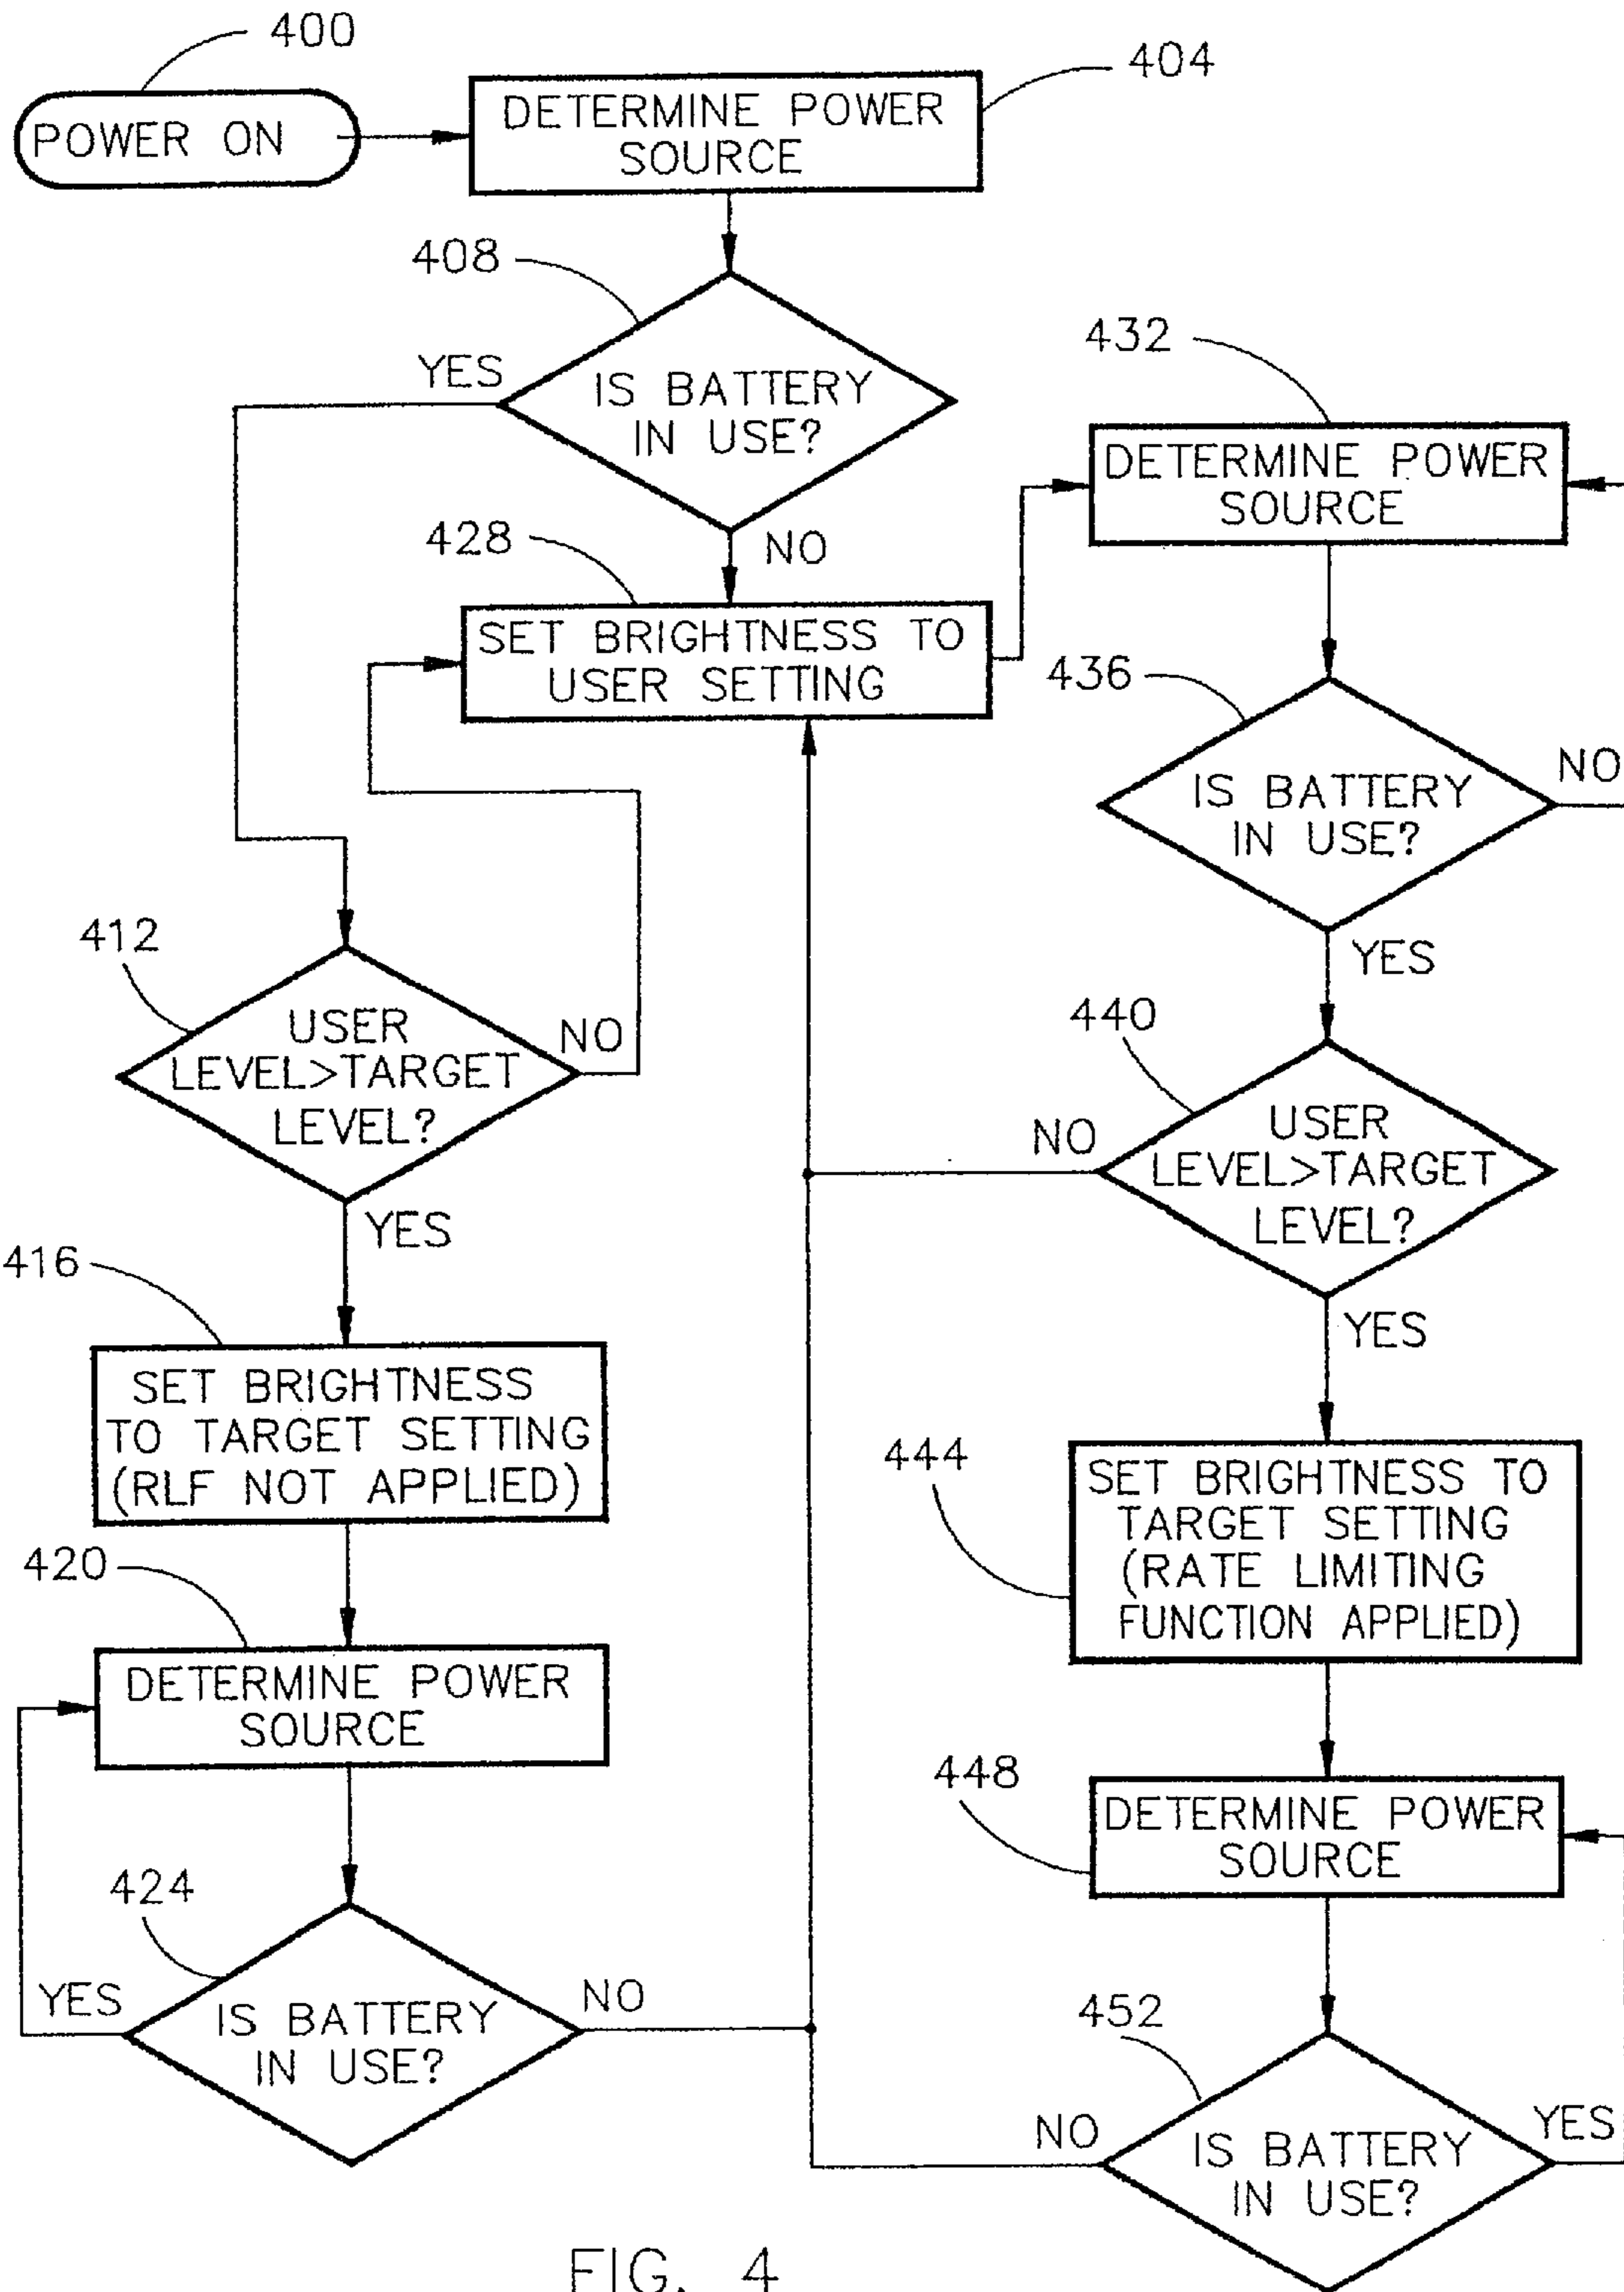 400
POWER ON
404
DETERMINE POWER
SOURCE
408
YES
IS BATTERY
IN USE?
NO
428
SET BRIGHTNESS TO
USER SETTING
432
DETERMINE POWER
SOURCE
436
IS BATTERY
IN USE?
NO
YES
412
USER
LEVEL>TARGET
LEVEL?
NO
YES
416
SET BRIGHTNESS
TO TARGET SETTING
(RLF NOT APPLIED)
420
DETERMINE POWER
SOURCE
424
YES
IS BATTERY
IN USE?
NO
440
NO
USER
LEVEL>TARGET
LEVEL?
YES
444
SET BRIGHTNESS TO
TARGET SETTING
(RATE LIMITING
FUNCTION APPLIED)
448
DETERMINE POWER
SOURCE
452
NO
IS BATTERY
IN USE?
YES
FIG. 4